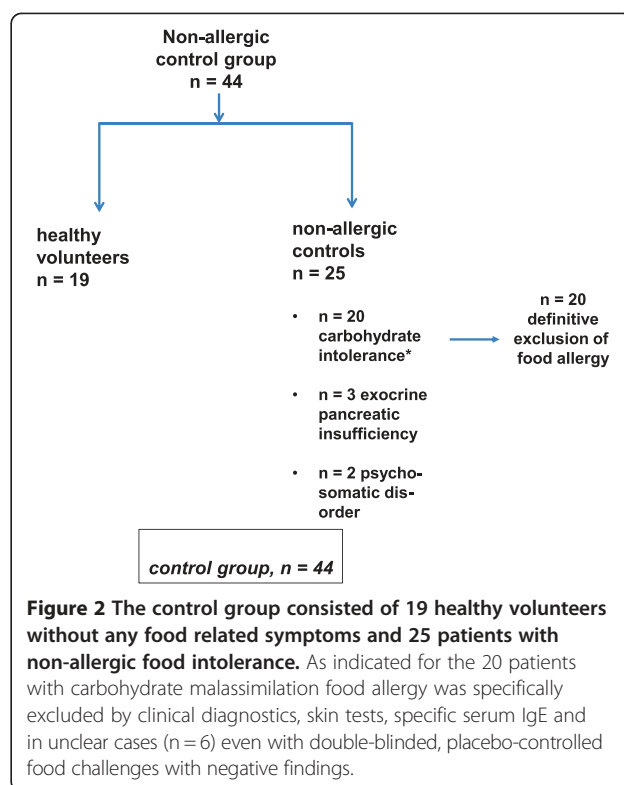 Non-allergic
control group
n = 44
healthy
volunteers
n = 19
non-allergic
controls
n = 25
• n = 20
carbohydrate
intolerance*
n = 20
definitive
exclusion of
food allergy
• n = 3 exocrine
pancreatic
insufficiency
• n = 2 psycho-
somatic dis-
order
control group, n = 44
Figure 2 The control group consisted of 19 healthy volunteers
without any food related symptoms and 25 patients with
non-allergic food intolerance. As indicated for the 20 patients
with carbohydrate malassimilation food allergy was specifically
excluded by clinical diagnostics, skin tests, specific serum IgE and
in unclear cases (n = 6) even with double-blinded, placebo-controlled
food challenges with negative findings.